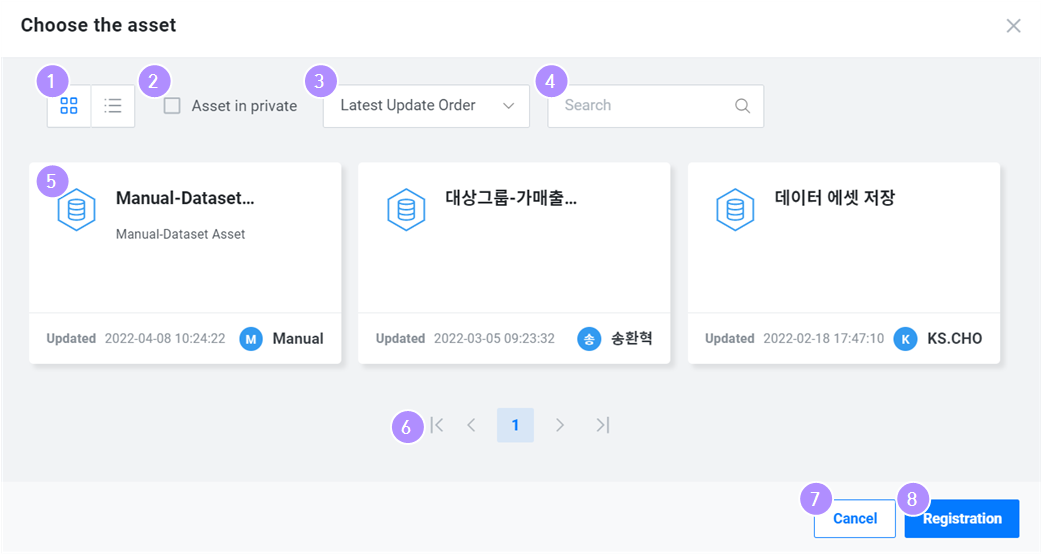 Choose the asset
1
2
3
4
Asset in private
Latest Update Order
Search
5
Manual-Dataset...
Manual-Dataset Asset
Updated 2022-04-08 10:24:22 M Manual
대상그룹-가매출...
Updated 2022-03-05 09:23:32 송 송환혁
데이터 에셋 저장
Updated 2022-02-18 17:47:10 K KS.CHO
6
1
7
Cancel
8
Registration